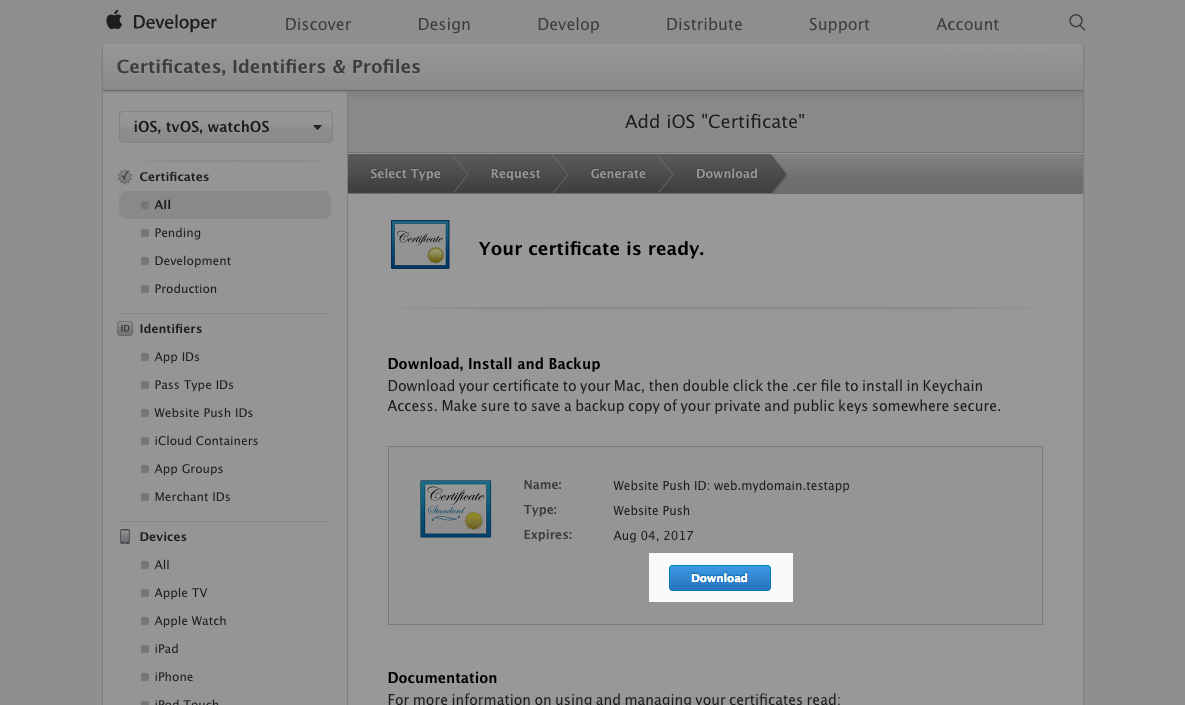 Developer Discover Design Develop Distribute Support Account
Certificates, Identifiers & Profiles
iOS, tvOS, watchOS
Certificates
All
Pending
Development
Production
ID Identifiers
App IDs
Pass Type IDs
Website Push IDs
iCloud Containers
App Groups
Merchant IDs
Devices
All
Apple TV
Apple Watch
iPad
iPhone
iPod Touch
Add iOS "Certificate"
Select Type Request Generate Download
Certificate
Your certificate is ready.
Download, Install and Backup
Download your certificate to your Mac, then double click the .cer file to install in Keychain
Access. Make sure to save a backup copy of your private and public keys somewhere secure.
Certificate
Standard
Name: Website Push ID: web.mydomain.testapp
Type: Website Push
Expires: Aug 04, 2017
Download
Documentation
For more information on using and managing your certificates read: